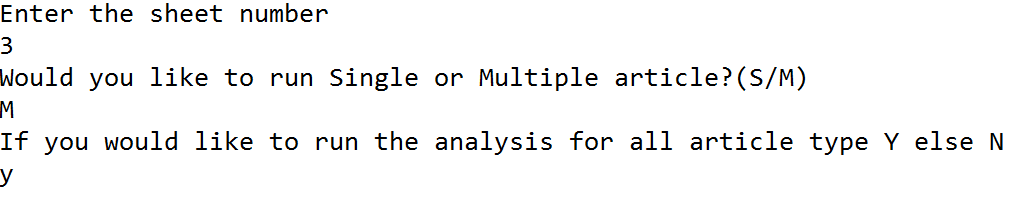 Enter the sheet number
3
Would you like to run Single or Multiple article?(S/M)
M
If you would like to run the analysis for all article type Y else N
y